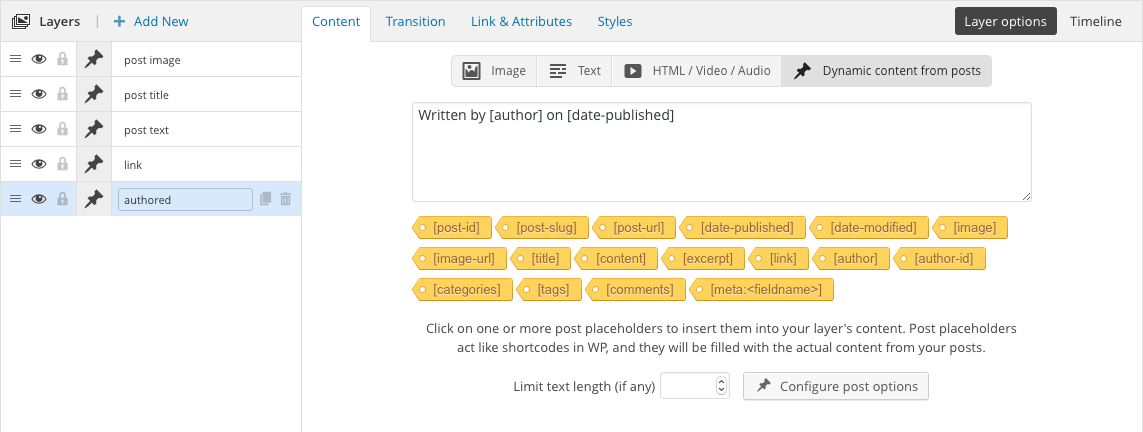 Layers | + Add New Content Transition Link & Attributes Styles Layer options Timeline
post image
post title
post text
link
authored
Image Text HTML / Video / Audio Dynamic content from posts
Written by [author] on [date-published]
[post-id] [post-slug] [post-url] [date-published] [date-modified] [image]
[image-url] [title] [content] [excerpt] [link] [author] [author-id]
[categories] [tags] [comments] [meta:<fieldname>]
Click on one or more post placeholders to insert them into your layer's content. Post placeholders
act like shortcodes in WP, and they will be filled with the actual content from your posts.
Limit text length (if any) Configure post options